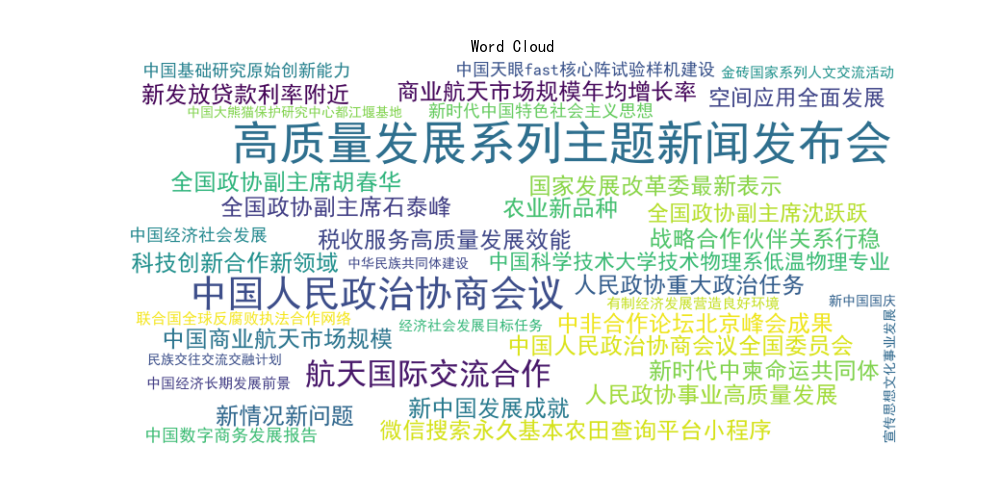 Word Cloud
中国基础研究原始创新能力
中国天眼fast核心阵试验样机建设
金砖国家系列人文交流活动
新发放贷款利率附近
商业航天市场规模年均增长率
空间应用全面发展
中国大熊猫保护研究中心都江堰基地
新时代中国特色社会主义思想
高质量发展系列主题新闻发布会
全国政协副主席胡春华
国家发展改革委最新表示
全国政协副主席石泰峰
农业新品种
全国政协副主席沈跃跃
中国经济社会发展
税收服务高质量发展效能
战略合作伙伴关系行稳
科技创新合作新领域
中华民族共同体建设
中国科学技术大学技术物理系低温物理专业
中国人民政治协商会议
人民政协重大政治任务
有制经济发展营造良好环境
新中国国庆
联合国全球反腐败执法合作网络
经济社会发展目标任务
中非合作论坛北京峰会成果
中国商业航天市场规模
中国人民政治协商会议全国委员会
民族交往交流交融计划
航天国际交流合作
新时代中柬命运共同体
中国经济长期发展前景
人民政协事业高质量发展
新情况新问题
新中国发展成就
中国数字商务发展报告
微信搜索永久基本农田查询平台小程序
宣传思想文化事业发展